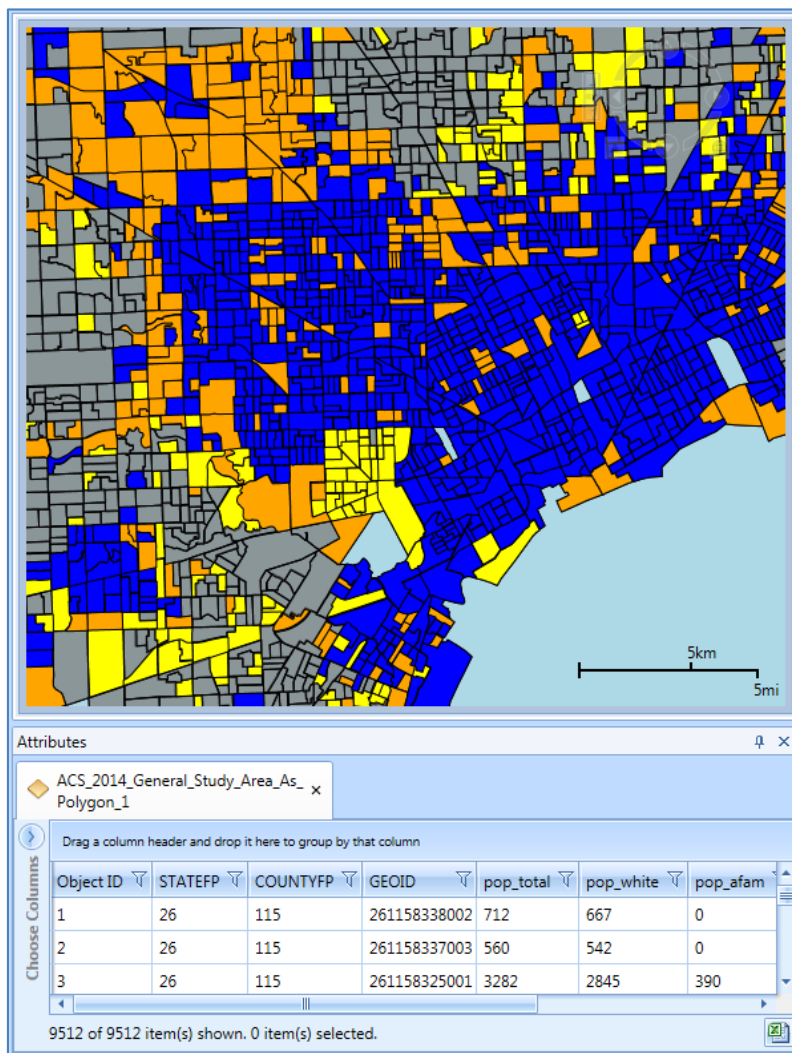 5km
5mi
Attributes
ACS_2014_General_Study_Area_As_
Polygon_1
Drag a column header and drop it here to group by that column
Choose Columns
Object ID STATEFP COUNTYFP GEOID pop_total pop_white pop_afam
1 26 115 261158338002 712 667 0
2 26 115 261158337003 560 542 0
3 26 115 261158325001 3282 2845 390
9512 of 9512 item(s) shown. 0 item(s) selected.